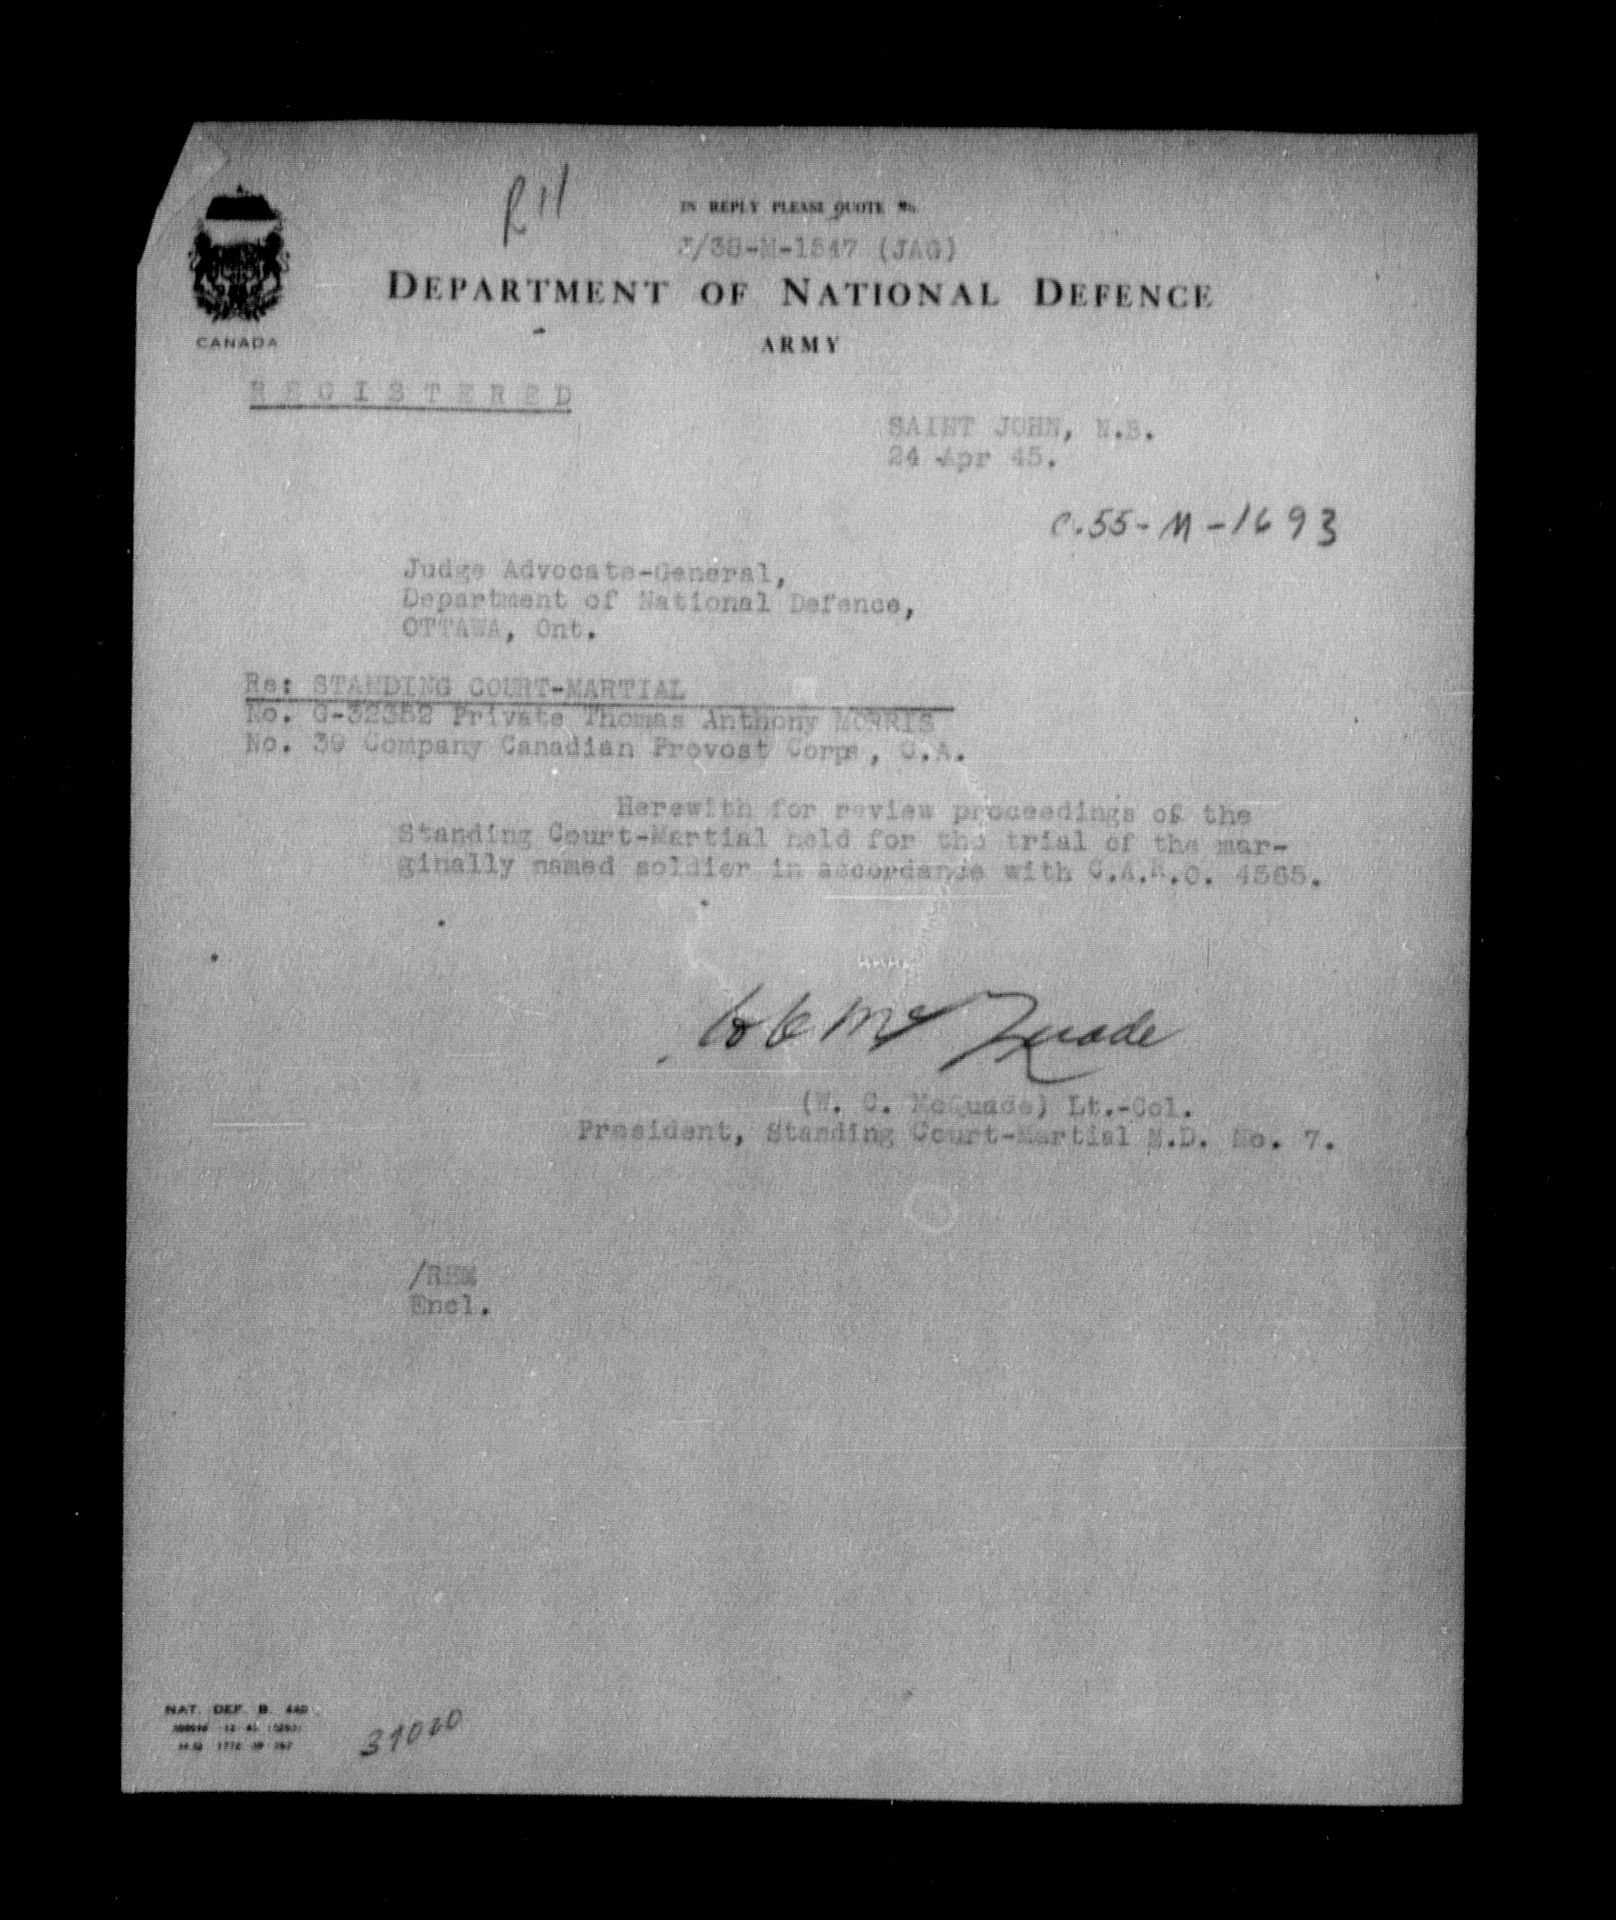 RH
IN REPLY PLEASE QUOTE No.
J/38-M-1547 (JAG)
DEPARTMENT OF NATIONAL DEFENCE
ARMY
CANADA
REGISTERED
SAINT JOHN, N.B.
24 Apr 45.
C.55-M-1693
Judge Advocate-General,
Department of National Defence,
OTTAWA, Ont.
Re: STANDING COURT-MARTIAL
No. G-32352 Private Thomas Anthony MORRIS
No. 39 Company Canadian Provost Corps, C.A.
Herewith for review proceedings of the
Standing Court-Martial held for the trial of the mar-
ginally named soldier in accordance with C.A.R.O. 4565.
W C McQuade
(W. C. McQuade) Lt.-Col.
President, Standing Court-Martial M.D. No. 7.
/RHM
Encl.
NAT. DEF. B. 440
39020